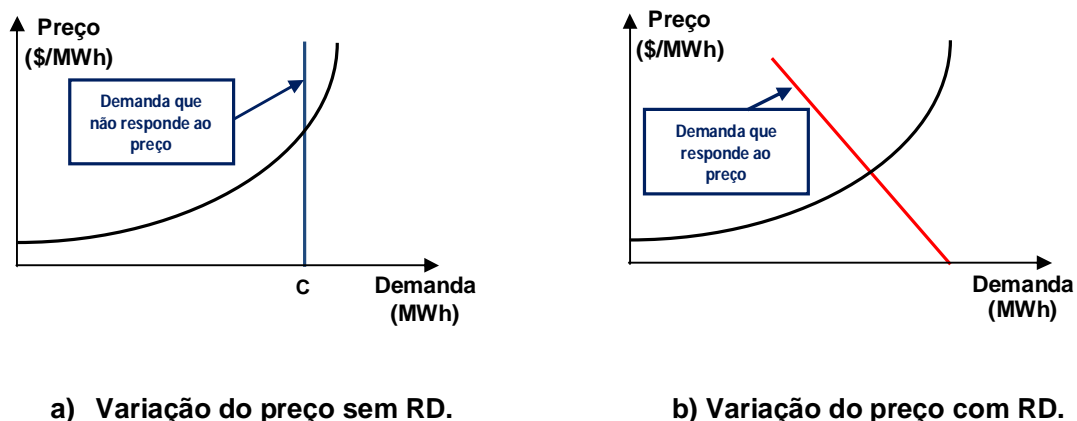 Preço
($/MWh)
Demanda que
não responde ao
preço
C
Demanda
(MWh)
a) Variação do preço sem RD.
Preço
($/MWh)
Demanda que
responde ao
preço
Demanda
(MWh)
b) Variação do preço com RD.